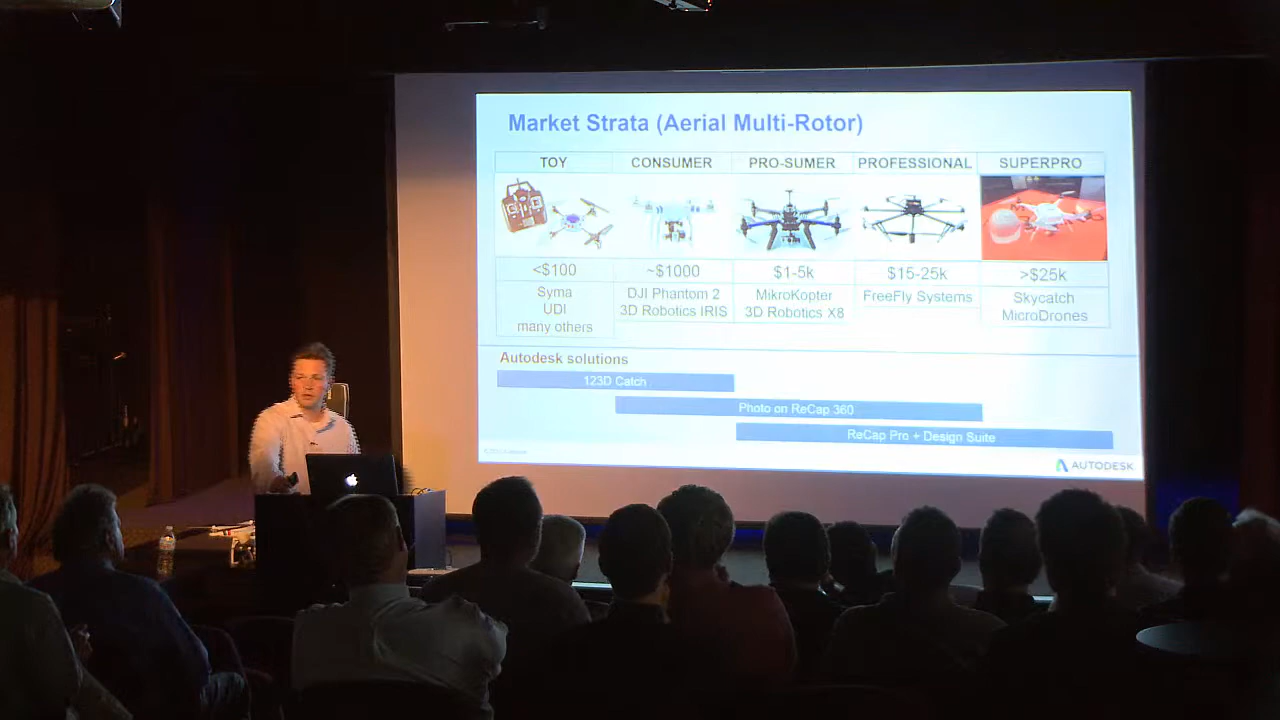 Market Strata (Aerial Multi-Rotor)
TOY CONSUMER PRO-SUMER PROFESSIONAL SUPERPRO
<$100 ~$1000 $1-5k $15-25k >$25k
Syma DJI Phantom 2 MikroKopter FreeFly Systems Skycatch
UDI 3D Robotics IRIS 3D Robotics X8 MicroDrones
many others
Autodesk solutions
123D Catch
Photo on ReCap 360
ReCap Pro + Design Suite
AUTODESK